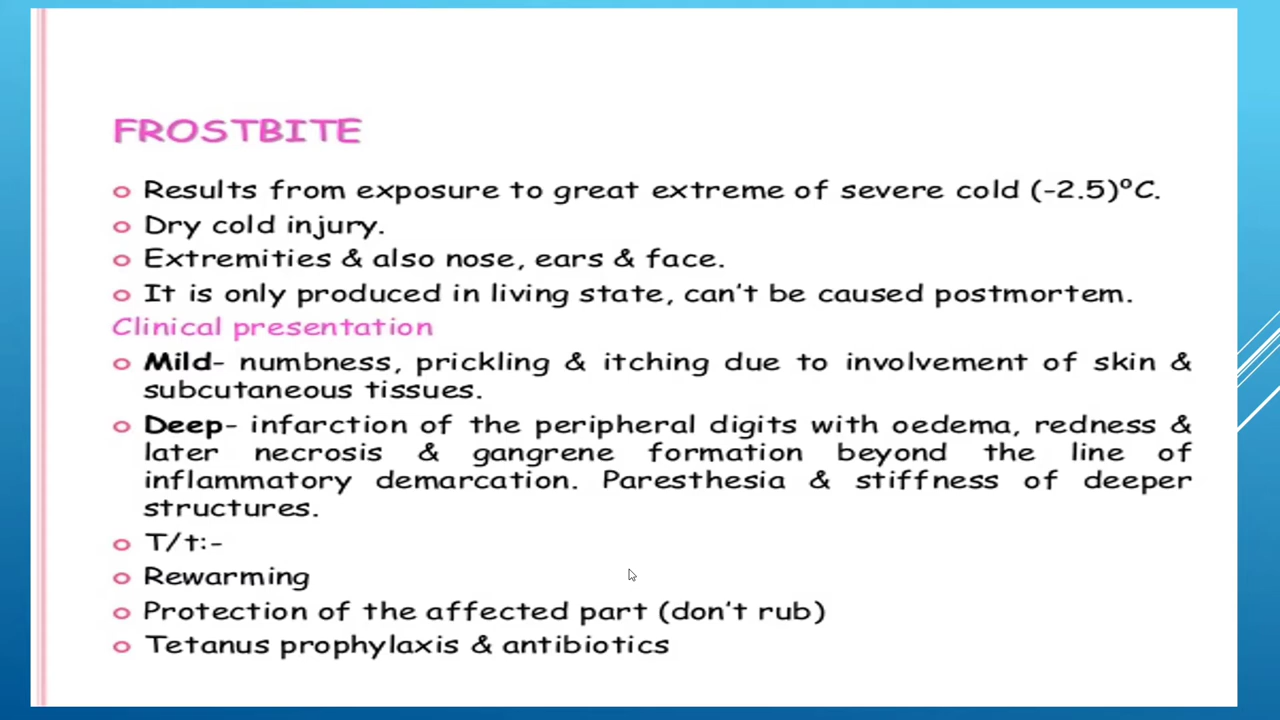 FROSTBITE
Results from exposure to great extreme of severe cold (-2.5)°C.
Dry cold injury.
Extremities & also nose, ears & face.
It is only produced in living state, can't be caused postmortem.
Clinical presentation
Mild- numbness, prickling & itching due to involvement of skin &
subcutaneous tissues.
Deep- infarction of the peripheral digits with oedema, redness &
later necrosis & gangrene formation beyond the line of
inflammatory demarcation. Paresthesia & stiffness of deeper
structures.
T/t:-
Rewarming
Protection of the affected part (don't rub)
Tetanus prophylaxis & antibiotics